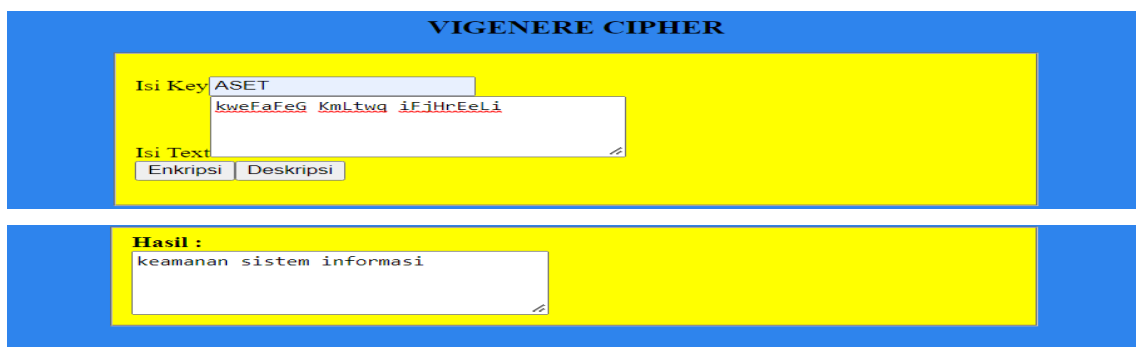 VIGENERE CIPHER
Isi Key ASET
kweFaFeG KmLtwq iFjHrEeLi
Isi Text
Enkripsi Deskripsi
Hasil :
keamanan sistem informasi